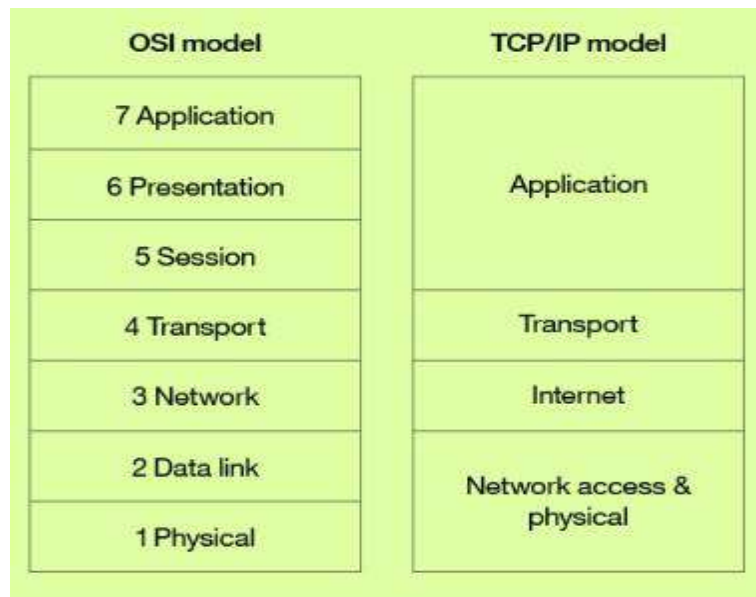 OSI model
7 Application
6 Presentation
5 Session
4 Transport
3 Network
2 Data link
1 Physical
TCP/IP model
Application
Transport
Internet
Network access &
physical